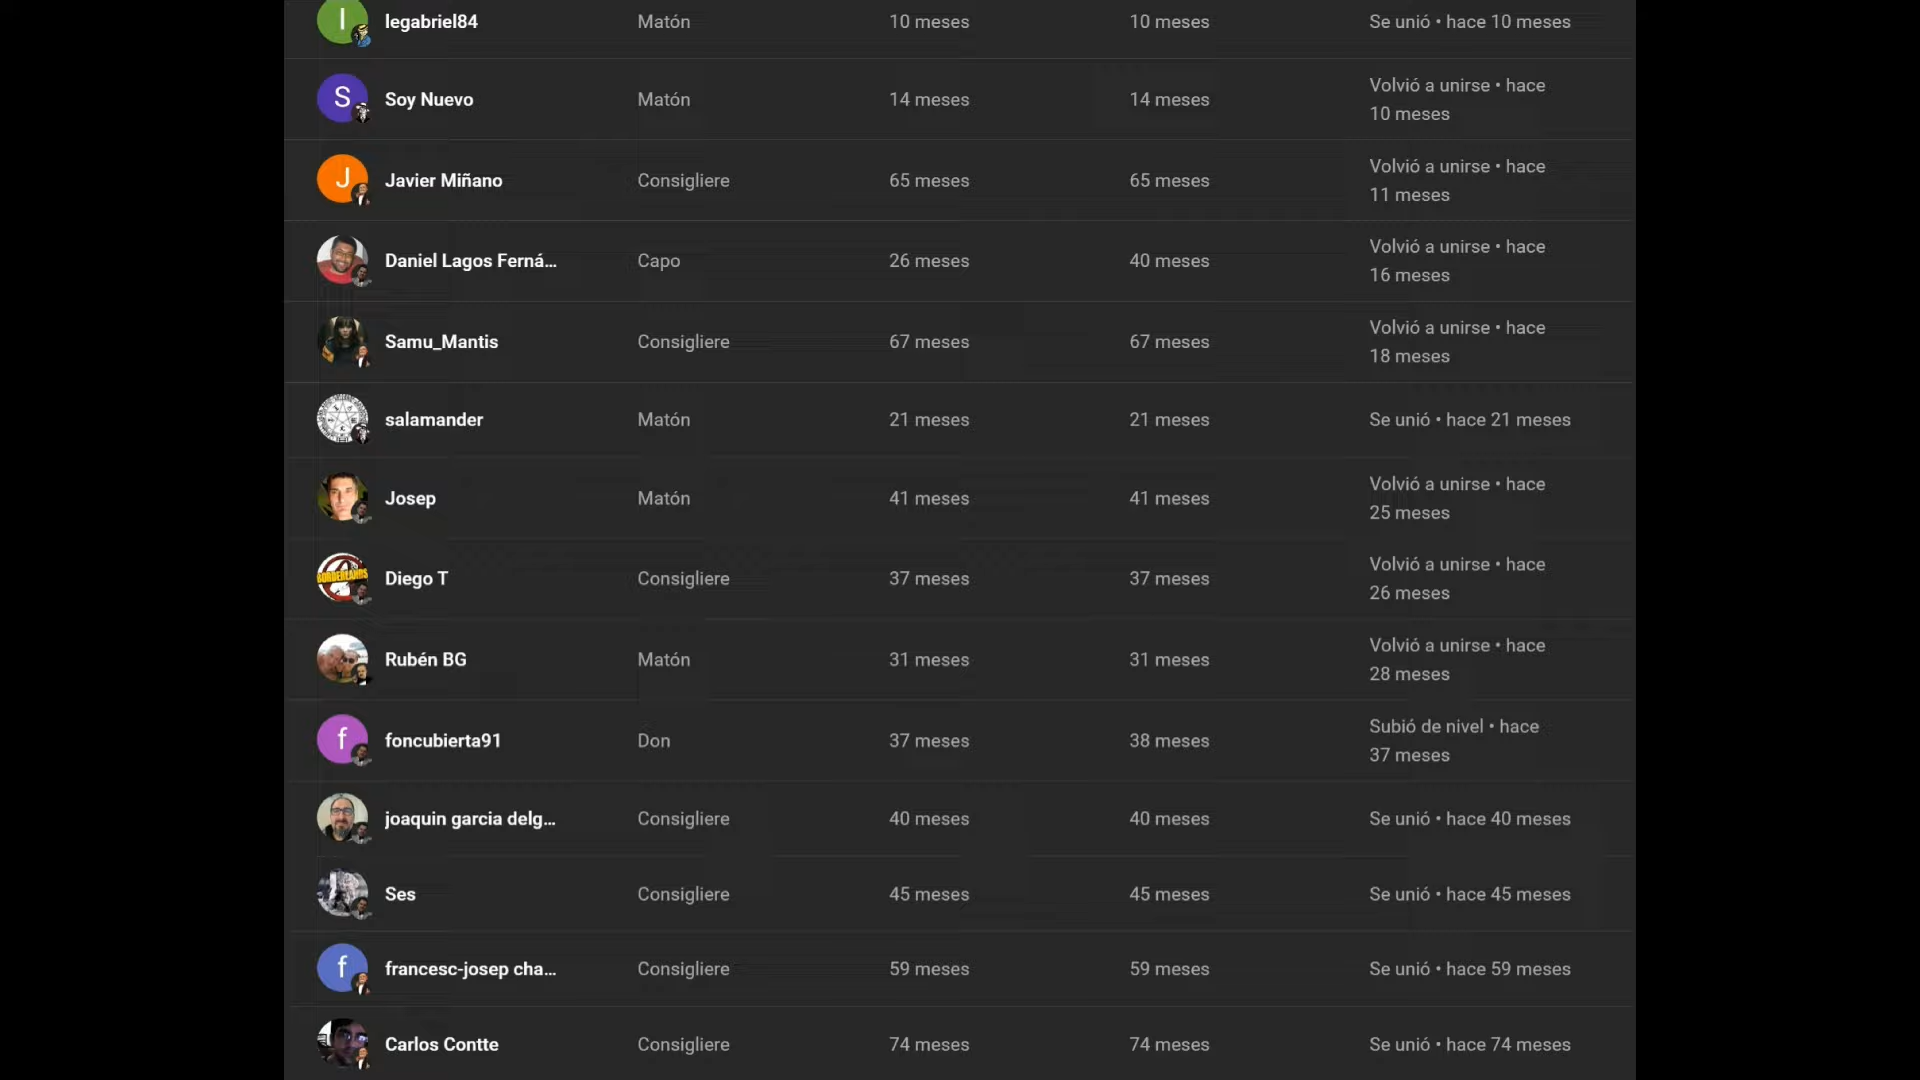 l legabriel84 Matón 10 meses 10 meses Se unió • hace 10 meses
S Soy Nuevo Matón 14 meses 14 meses Volvió a unirse • hace
10 meses
J Javier Miñano Consigliere 65 meses 65 meses Volvió a unirse • hace
11 meses
Daniel Lagos Ferná... Capo 26 meses 40 meses Volvió a unirse • hace
16 meses
Samu_Mantis Consigliere 67 meses 67 meses Volvió a unirse • hace
18 meses
salamander Matón 21 meses 21 meses Se unió • hace 21 meses
Josep Matón 41 meses 41 meses Volvió a unirse • hace
25 meses
BORDERLANDS Diego T Consigliere 37 meses 37 meses Volvió a unirse • hace
26 meses
Rubén BG Matón 31 meses 31 meses Volvió a unirse • hace
28 meses
f foncubierta91 Don 37 meses 38 meses Subió de nivel • hace
37 meses
joaquin garcia delg... Consigliere 40 meses 40 meses Se unió • hace 40 meses
Ses Consigliere 45 meses 45 meses Se unió • hace 45 meses
f francesc-josep cha... Consigliere 59 meses 59 meses Se unió • hace 59 meses
Carlos Contte Consigliere 74 meses 74 meses Se unió • hace 74 meses